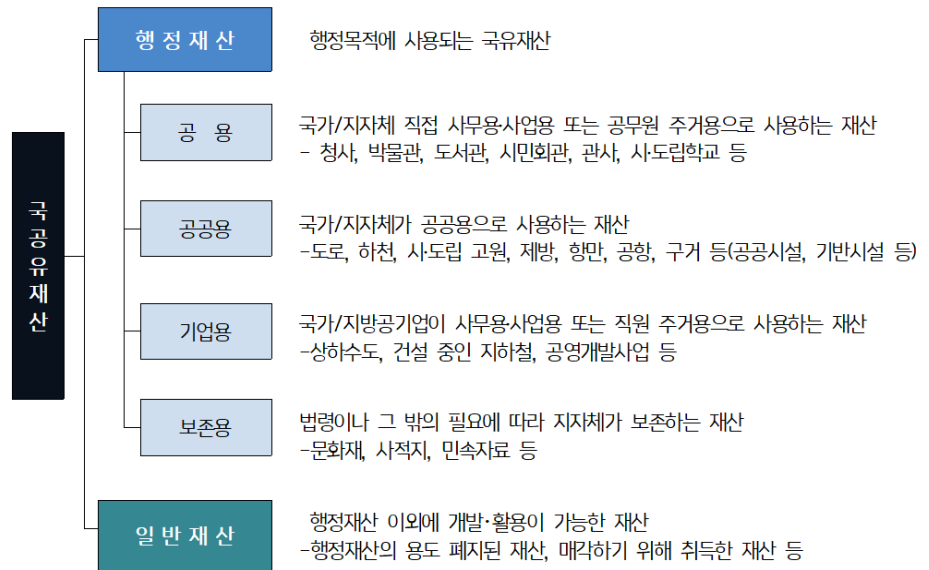 국공유재산
행정재산
행정목적에 사용되는 국유재산
공 용
국가/지자체 직접 사무용·사업용 또는 공무원 주거용으로 사용하는 재산
- 청사, 박물관, 도서관, 시민회관, 관사, 시·도립학교 등
공공용
국가/지자체가 공공용으로 사용하는 재산
-도로, 하천, 시·도립 고원, 제방, 항만, 공항, 구거 등(공공시설, 기반시설 등)
기업용
국가/지방공기업이 사무용·사업용 또는 직원 주거용으로 사용하는 재산
-상하수도, 건설 중인 지하철, 공영개발사업 등
보존용
법령이나 그 밖의 필요에 따라 지자체가 보존하는 재산
-문화재, 사적지, 민속자료 등
일반재산
행정재산 이외에 개발·활용이 가능한 재산
-행정재산의 용도 폐지된 재산, 매각하기 위해 취득한 재산 등